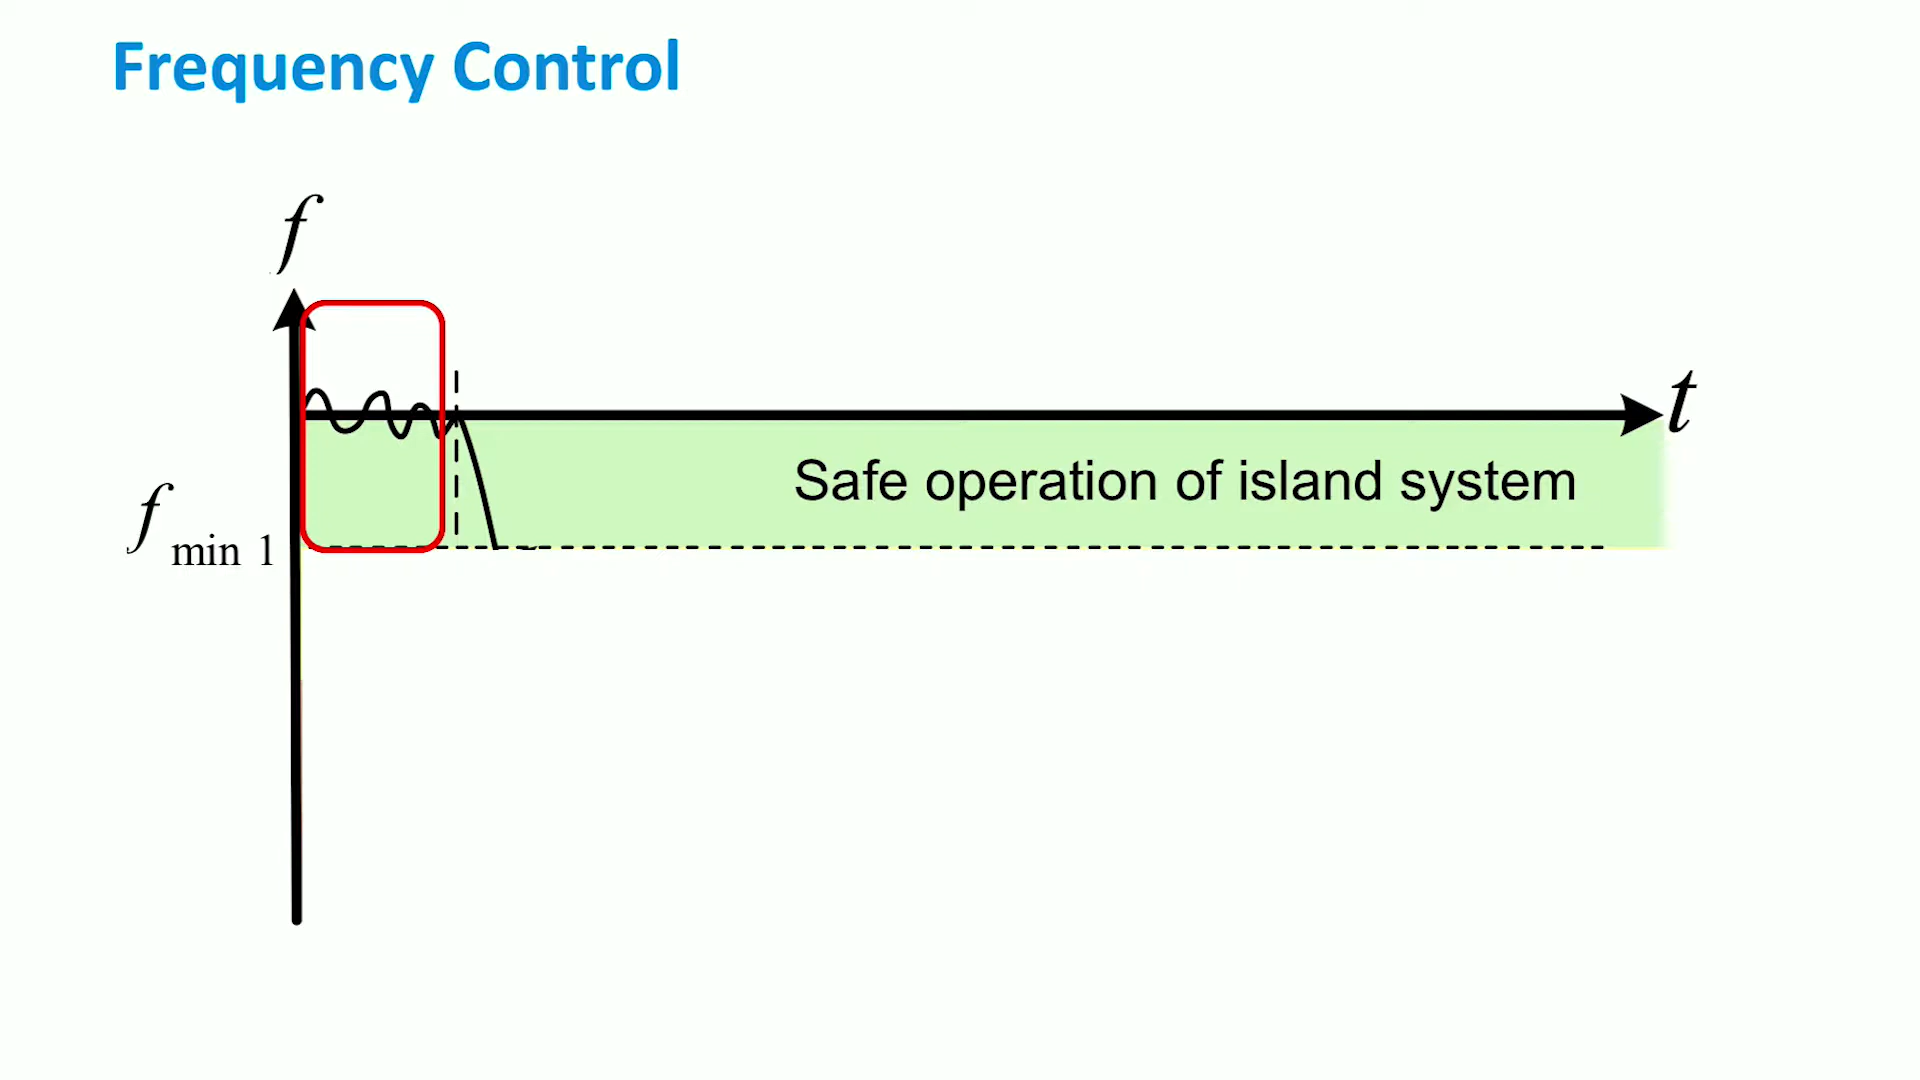 Frequency Control
f
t
Safe operation of island system
f min 1